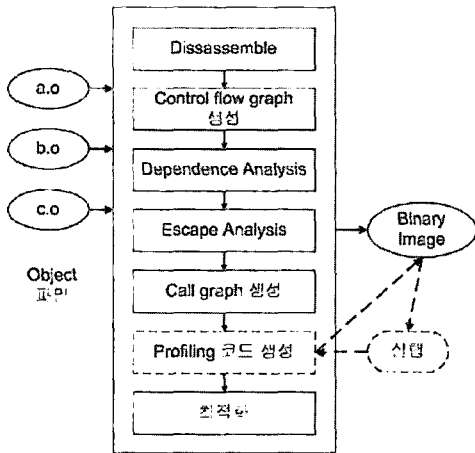 Dissassemble
a.o
Control flow graph
생성
b.o
Dependence Analysis
c.o
Escape Analysis
Binary
Image
Object
파일
Call graph 생성
Profiling 코드 생성
실행
최적화